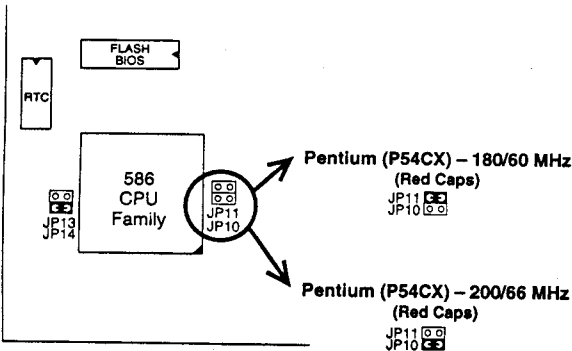 FLASH
BIOS
RTC
586
CPU
Family
JP13
JP14
JP11
JP10
Pentium (P54CX) – 180/60 MHz
(Red Caps)
JP11
JP10
Pentium (P54CX) – 200/66 MHz
(Red Caps)
JP11
JP10